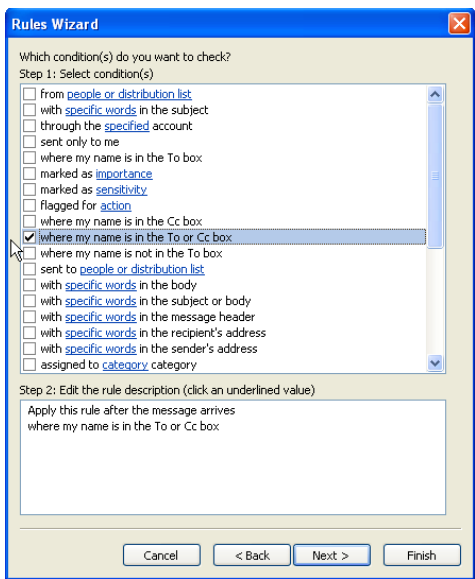 Rules Wizard
Which condition(s) do you want to check?
Step 1: Select condition(s)
from people or distribution list
with specific words in the subject
through the specified account
sent only to me
where my name is in the To box
marked as importance
marked as sensitivity
flagged for action
where my name is in the Cc box
where my name is in the To or Cc box
where my name is not in the To box
sent to people or distribution list
with specific words in the body
with specific words in the subject or body
with specific words in the message header
with specific words in the recipient's address
with specific words in the sender's address
assigned to category category
Step 2: Edit the rule description (click an underlined value)
Apply this rule after the message arrives
where my name is in the To or Cc box
Cancel < Back Next > Finish